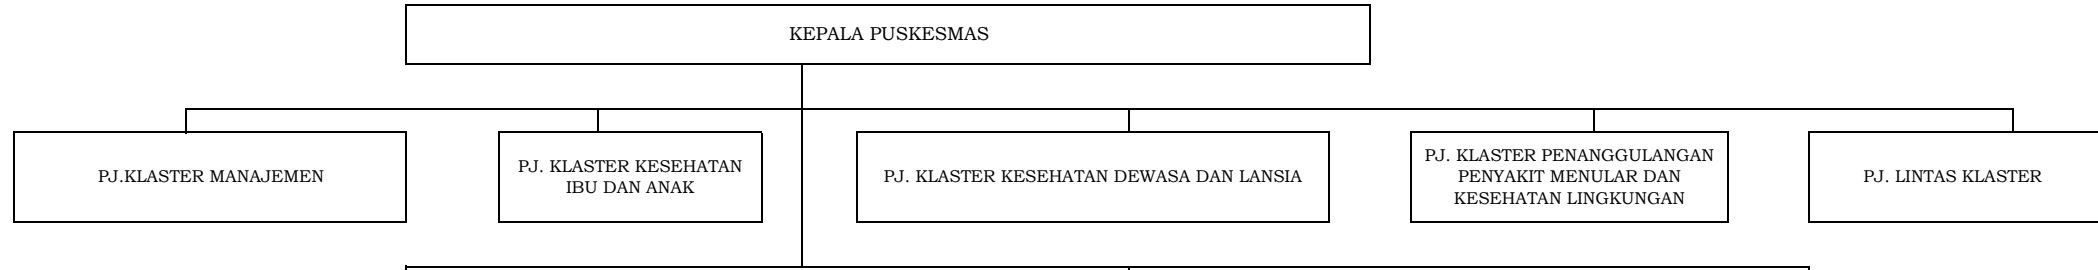 KEPALA PUSKESMAS
PJ.KLASTER MANAJEMEN
PJ. KLASTER KESEHATAN
IBU DAN ANAK
PJ. KLASTER KESEHATAN DEWASA DAN LANSIA
PJ. KLASTER PENANGGULANGAN
PENYAKIT MENULAR DAN
KESEHATAN LINGKUNGAN
PJ. LINTAS KLASTER